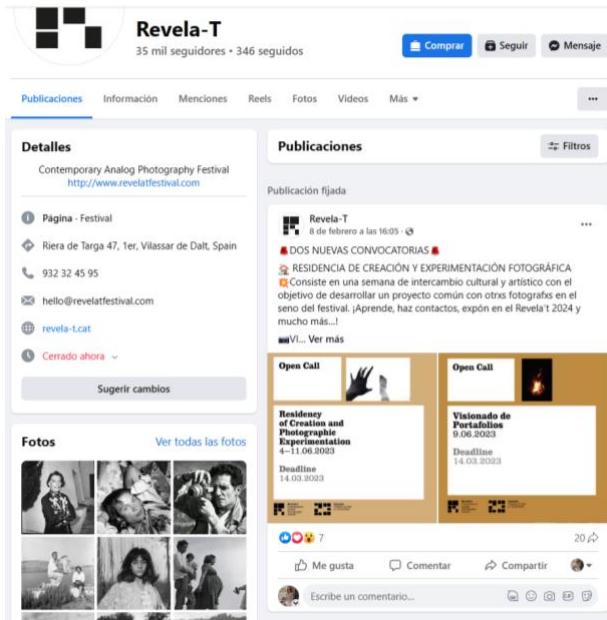 Revela-T
35 mil seguidores • 346 seguidos
Comprar
Seguir
Mensaje
Publicaciones
Información
Menciones
Reels
Fotos
Videos
Más
Detalles
Contemporary Analog Photography Festival
http://www.revelatfestival.com
Página · Festival
Riera de Targa 47, 1er, Vilassar de Dalt, Spain
932 32 45 95
hello@revelatfestival.com
revela-t.cat
Cerrado ahora
Sugerir cambios
Fotos
Ver todas las fotos
Publicaciones
Filtros
Publicación fijada
Revela-T
8 de febrero a las 16:05 ·
DOS NUEVAS CONVOCATORIAS
RESIDENCIA DE CREACIÓN Y EXPERIMENTACIÓN FOTOGRÁFICA
Consiste en una semana de intercambio cultural y artístico con el
objetivo de desarrollar un proyecto común con otrxs fotografxs en el
seno del festival. ¡Aprende, haz contactos, expón en el Revela't 2024 y
mucho más...!
VI... Ver más
Open Call
Residency
of Creation and
Photographic
Experimentation
4–11.06.2023
Deadline
14.03.2023
Open Call
Visionado de
Portafolios
9.06.2023
Deadline
14.03.2023
7
20
Me gusta
Comentar
Compartir
Escribe un comentario...